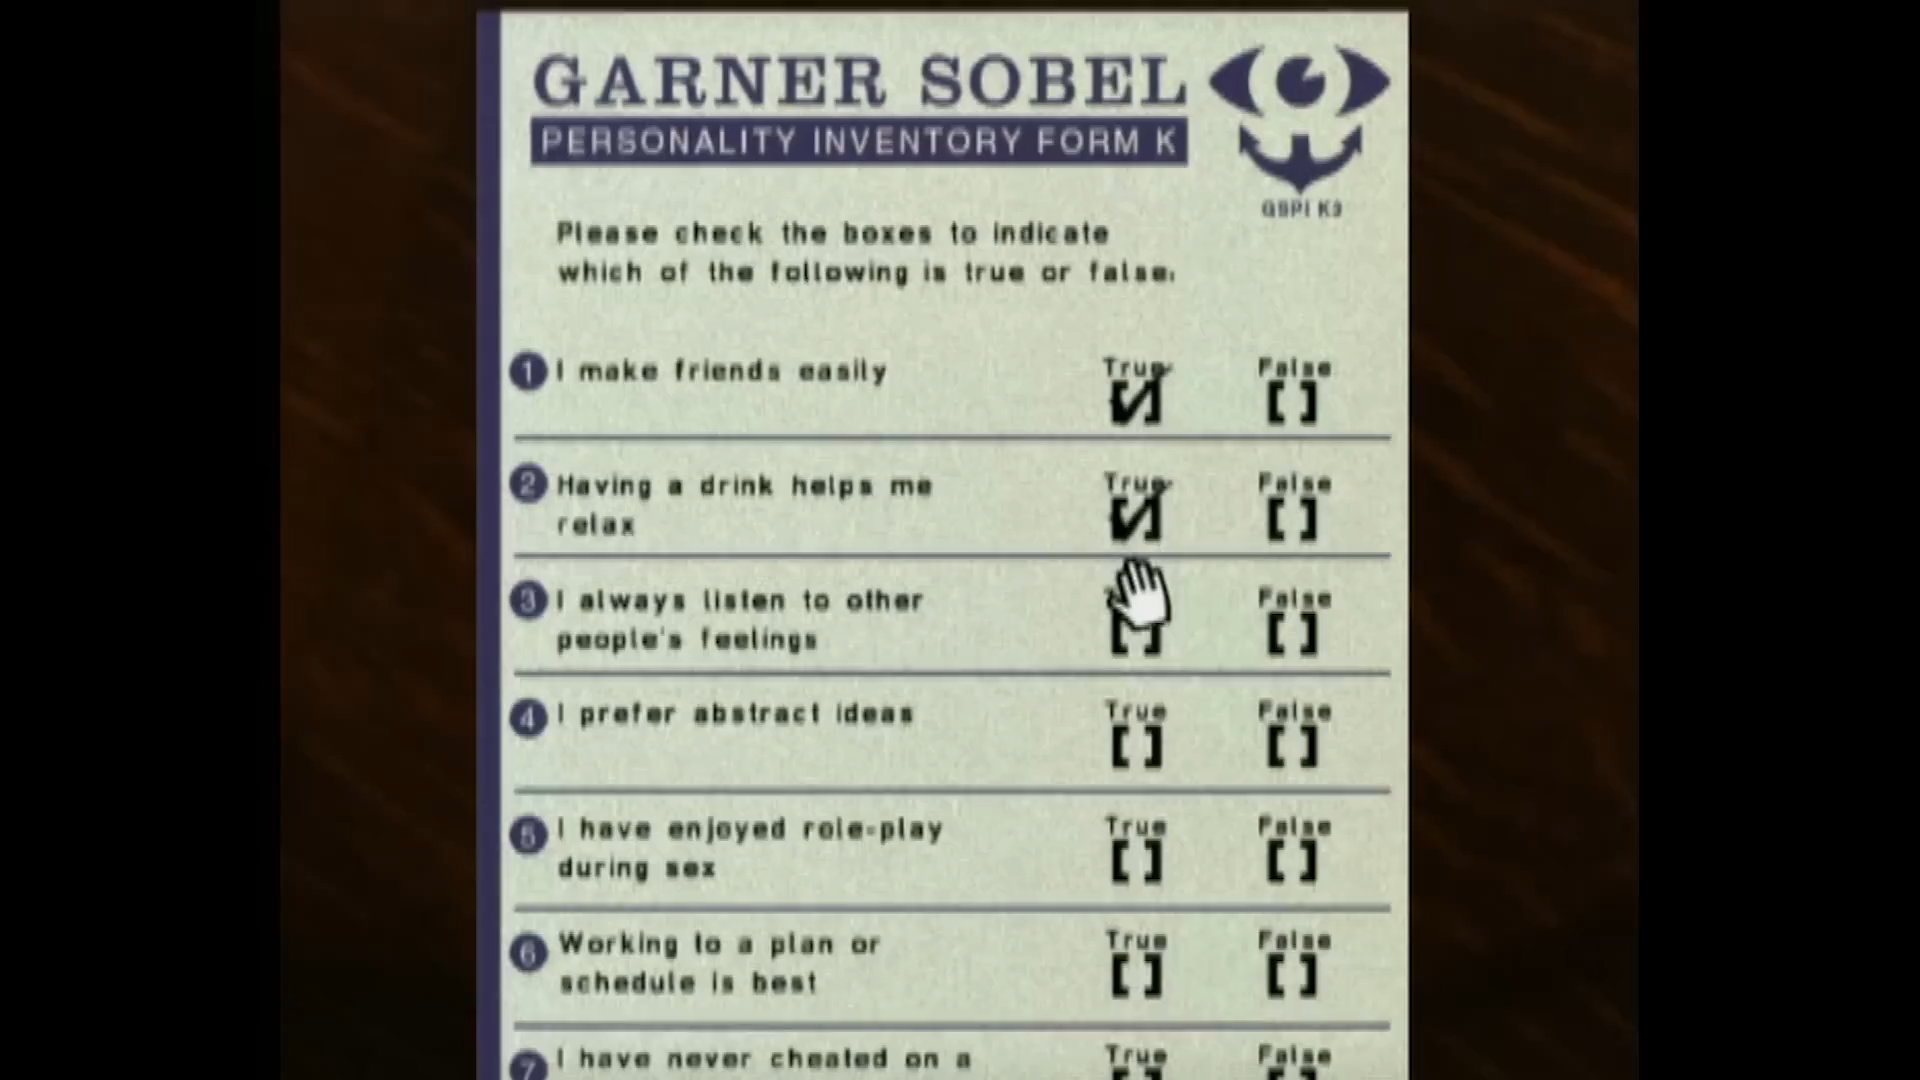 GARNER SOBEL
PERSONALITY INVENTORY FORM K
GSPI K3
Please check the boxes to indicate
which of the following is true or false.
1 I make friends easily True [ ] False [ ]
2 Having a drink helps me
relax True [ ] False [ ]
3 I always listen to other
people's feelings [ ] False [ ]
4 I prefer abstract ideas True [ ] False [ ]
5 I have enjoyed role-play
during sex True [ ] False [ ]
6 Working to a plan or
schedule is best True [ ] False [ ]
7 I have never cheated on a True False